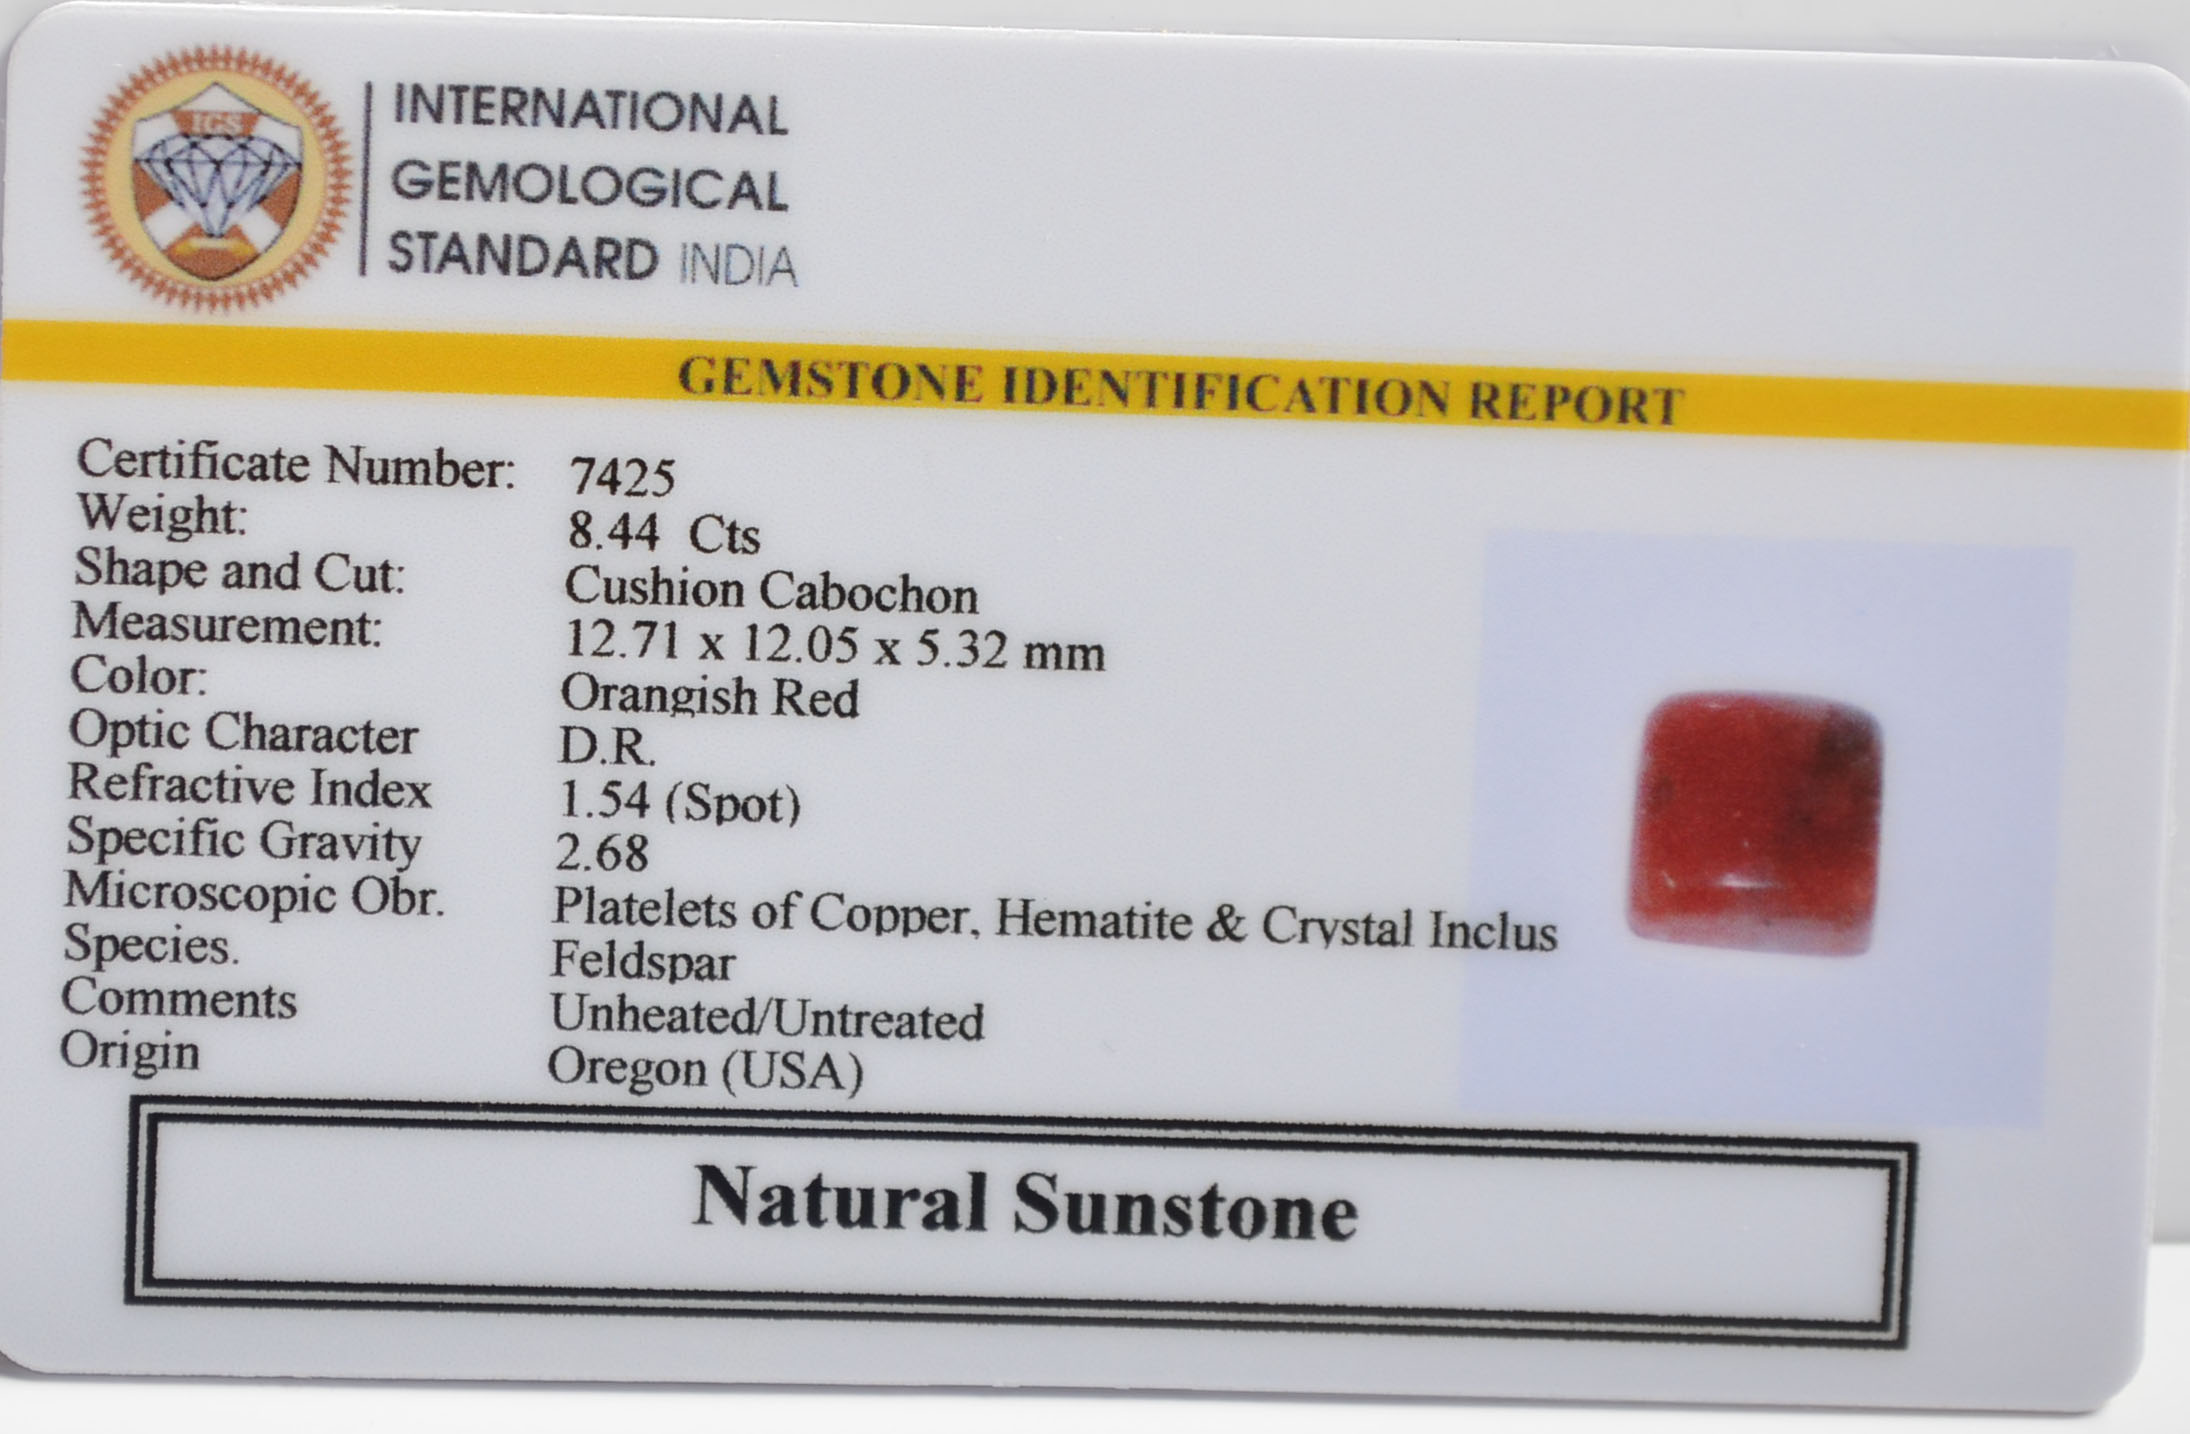 IGS
INTERNATIONAL
GEMOLOGICAL
STANDARD INDIA
GEMSTONE IDENTIFICATION REPORT
Certificate Number: 7425
Weight: 8.44 Cts
Shape and Cut: Cushion Cabochon
Measurement: 12.71 x 12.05 x 5.32 mm
Color: Orangish Red
Optic Character D.R.
Refractive Index 1.54 (Spot)
Specific Gravity 2.68
Microscopic Obr. Platelets of Copper, Hematite & Crystal Inclus
Species. Feldspar
Comments Unheated/Untreated
Origin Oregon (USA)
Natural Sunstone